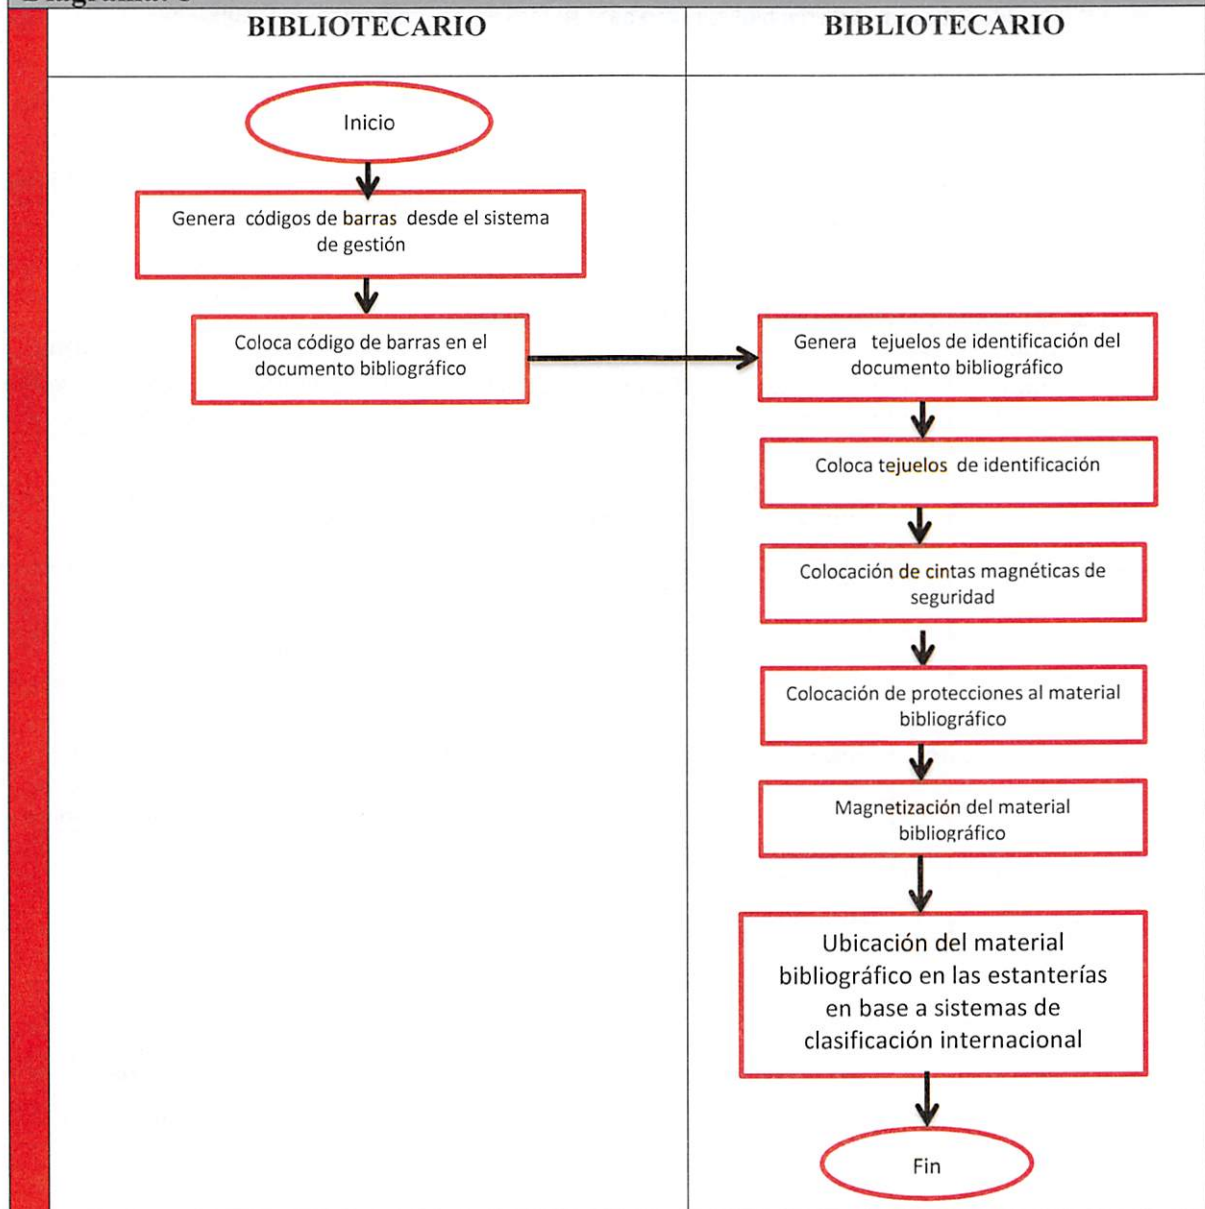 BIBLIOTECARIO
BIBLIOTECARIO
Inicio
Genera códigos de barras desde el sistema
de gestión
Coloca código de barras en el
documento bibliográfico
Genera tejuelos de identificación del
documento bibliográfico
Coloca tejuelos de identificación
Colocación de cintas magnéticas de
seguridad
Colocación de protecciones al material
bibliográfico
Magnetización del material
bibliográfico
Ubicación del material
bibliográfico en las estanterías
en base a sistemas de
clasificación internacional
Fin